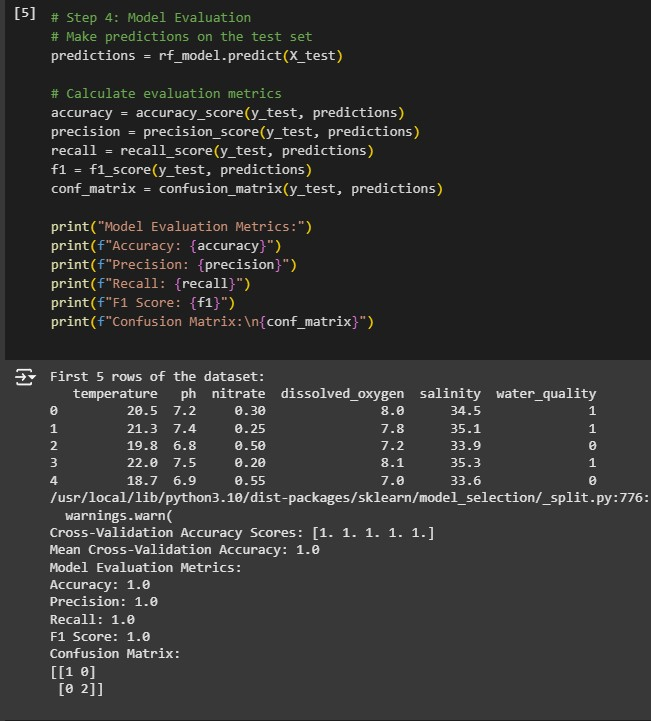 [5] # Step 4: Model Evaluation
# Make predictions on the test set
predictions = rf_model.predict(X_test)
# Calculate evaluation metrics
accuracy = accuracy_score(y_test, predictions)
precision = precision_score(y_test, predictions)
recall = recall_score(y_test, predictions)
f1 = f1_score(y_test, predictions)
conf_matrix = confusion_matrix(y_test, predictions)
print("Model Evaluation Metrics:")
print(f"Accuracy: {accuracy}")
print(f"Precision: {precision}")
print(f"Recall: {recall}")
print(f"F1 Score: {f1}")
print(f"Confusion Matrix:\n{conf_matrix}")
First 5 rows of the dataset:
temperature ph nitrate dissolved_oxygen salinity water_quality
0 20.5 7.2 0.30 8.0 34.5 1
1 21.3 7.4 0.25 7.8 35.1 1
2 19.8 6.8 0.50 7.2 33.9 0
3 22.0 7.5 0.20 8.1 35.3 1
4 18.7 6.9 0.55 7.0 33.6 0
/usr/local/lib/python3.10/dist-packages/sklearn/model_selection/_split.py:776:
warnings.warn(
Cross-Validation Accuracy Scores: [1. 1. 1. 1. 1.]
Mean Cross-Validation Accuracy: 1.0
Model Evaluation Metrics:
Accuracy: 1.0
Precision: 1.0
Recall: 1.0
F1 Score: 1.0
Confusion Matrix:
[[1 0]
[0 2]]